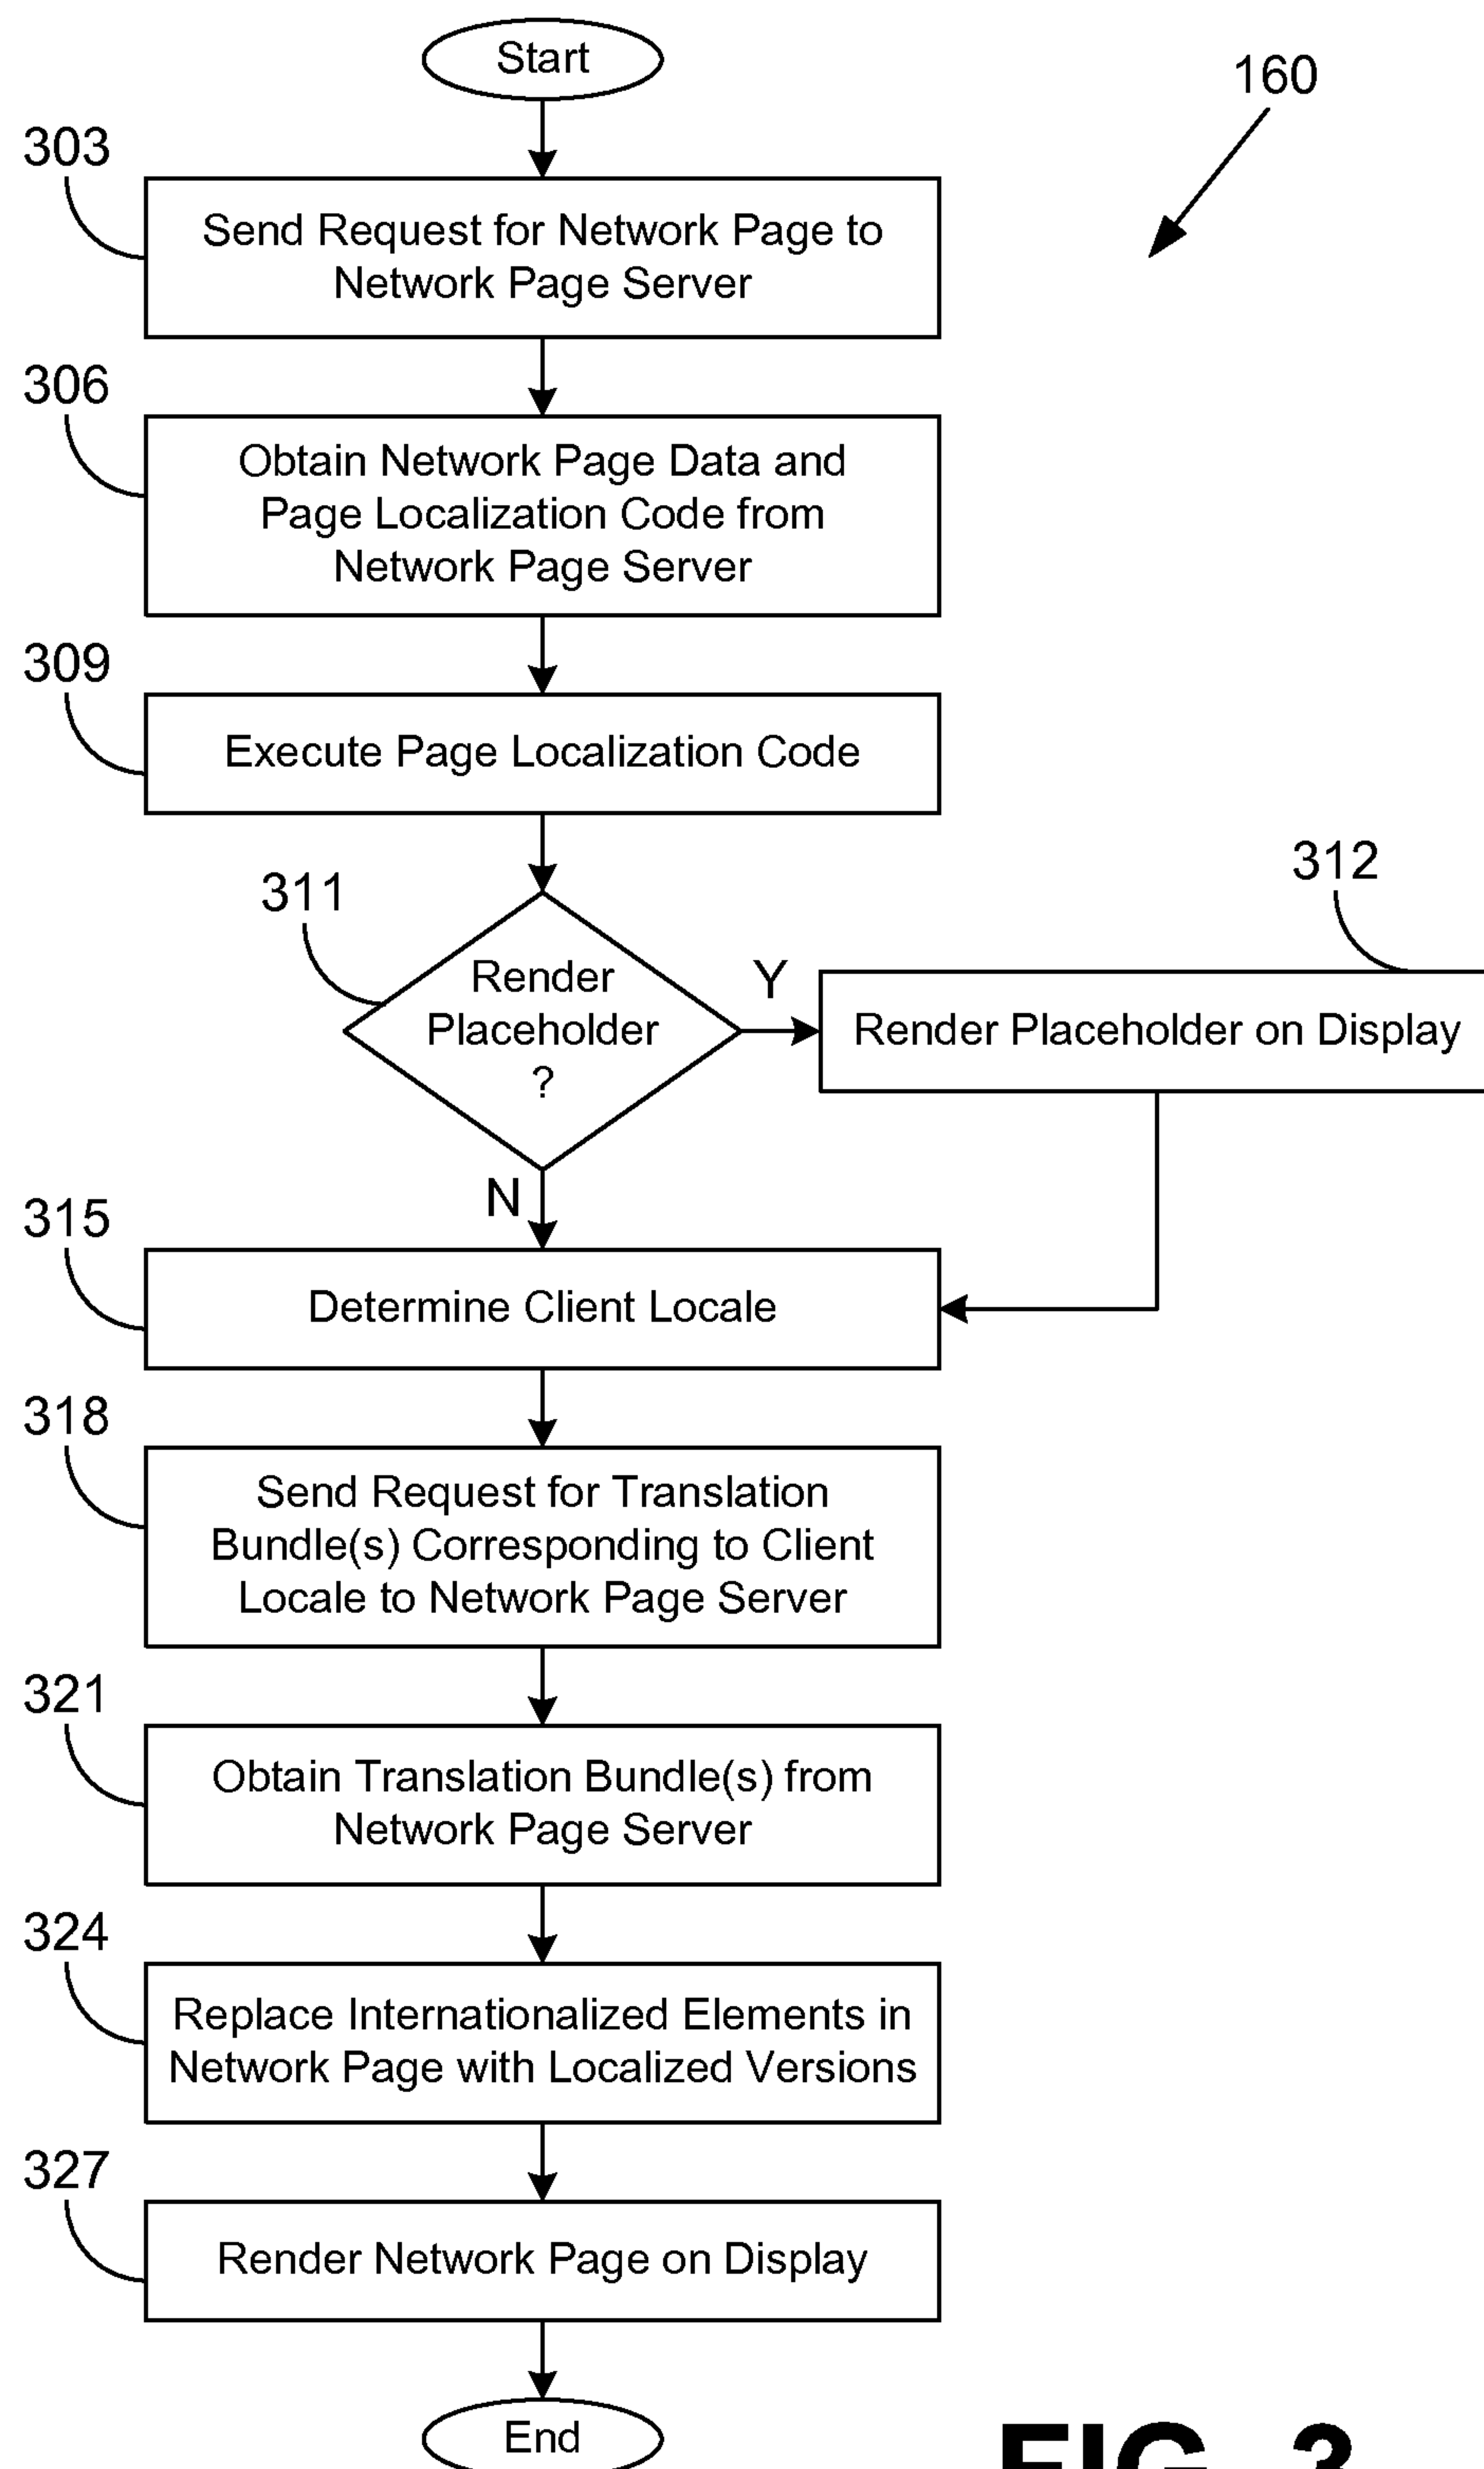 Start
160
303
Send Request for Network Page to
Network Page Server
306
Obtain Network Page Data and
Page Localization Code from
Network Page Server
309
Execute Page Localization Code
311
Render
Placeholder
?
Y
312
Render Placeholder on Display
N
315
Determine Client Locale
318
Send Request for Translation
Bundle(s) Corresponding to Client
Locale to Network Page Server
321
Obtain Translation Bundle(s) from
Network Page Server
324
Replace Internationalized Elements in
Network Page with Localized Versions
327
Render Network Page on Display
End
FIG. 3